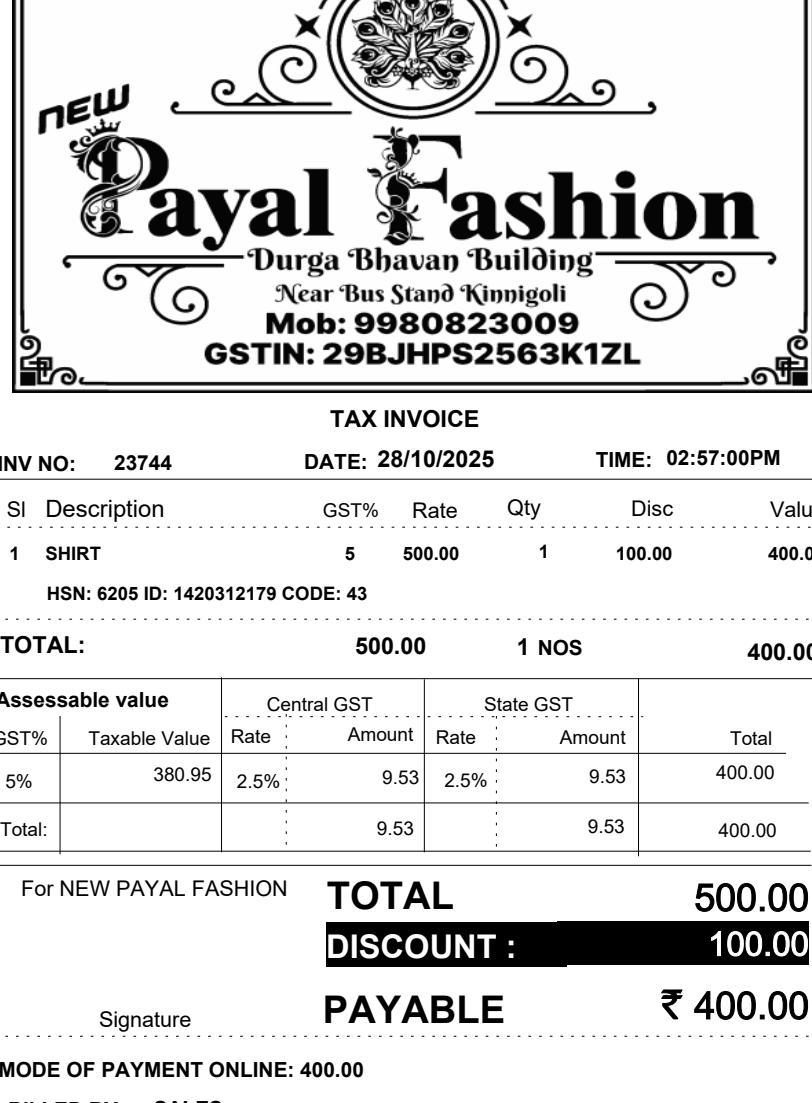 NEW
Payal Fashion
Durga Bhavan Building
Near Bus Stand Kinnigoli
Mob: 9980823009
GSTIN: 29BJHPS2563K1ZL
TAX INVOICE
INV NO: 23744 DATE: 28/10/2025 TIME: 02:57:00PM
Sl Description GST% Rate Qty Disc Valu
1 SHIRT 5 500.00 1 100.00 400.0
HSN: 6205 ID: 1420312179 CODE: 43
TOTAL: 500.00 1 NOS 400.00
Assessable value Central GST State GST
GST% Taxable Value Rate Amount Rate Amount Total
5% 380.95 2.5% 9.53 2.5% 9.53 400.00
Total: 9.53 9.53 400.00
For NEW PAYAL FASHION TOTAL 500.00
DISCOUNT : 100.00
Signature PAYABLE ₹ 400.00
MODE OF PAYMENT ONLINE: 400.00